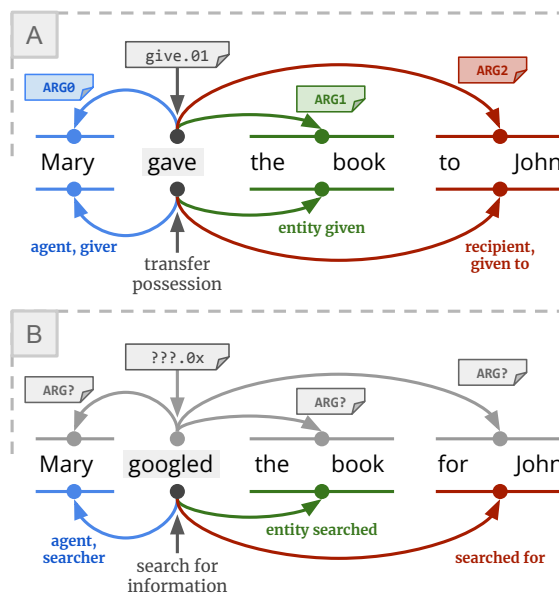 A
give.01
ARG0
ARG2
ARG1
Mary gave the book to John
agent, giver
entity given
recipient,
given to
transfer
possession
B
???.0x
ARG?
ARG?
ARG?
Mary googled the book for John
agent,
searcher
entity searched
searched for
search for
information